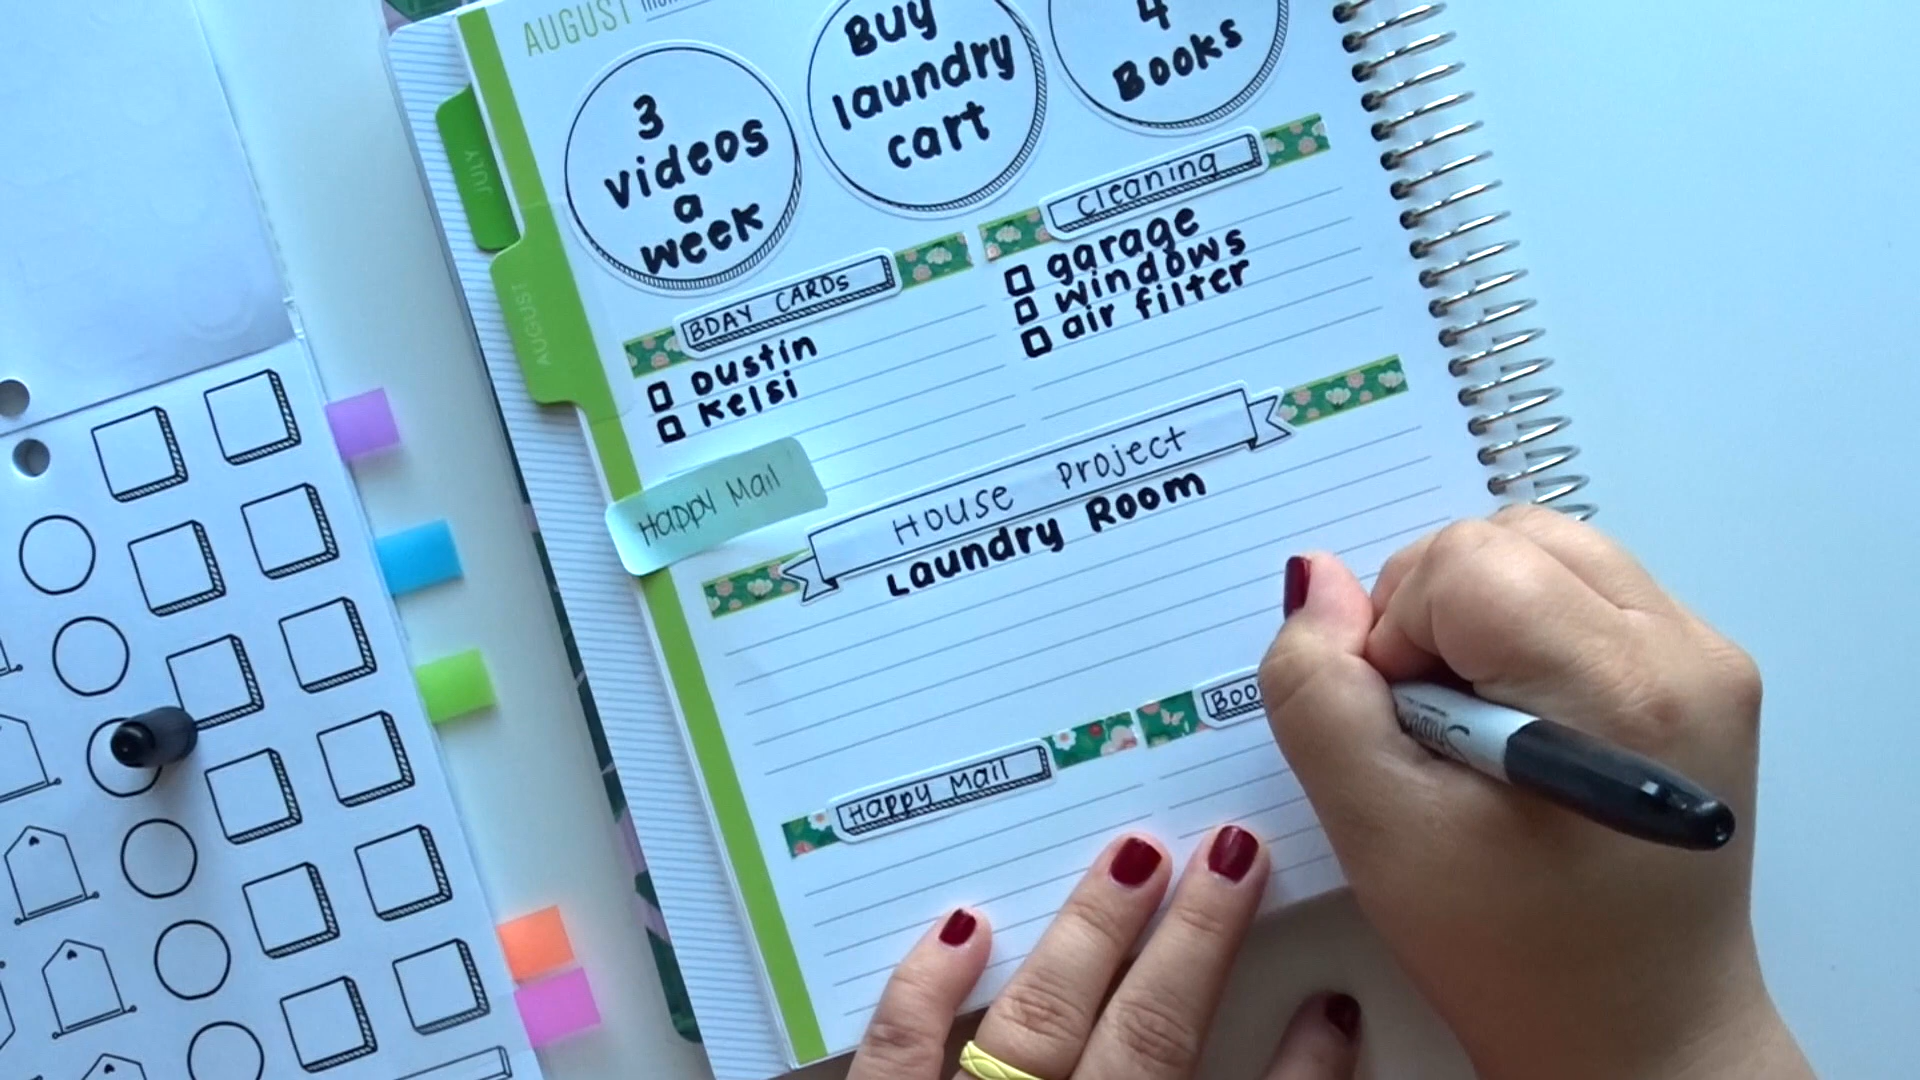 AUGUST
3
videos
a
week
Buy
laundry
cart
4
Books
JULY
AUGUST
BDAY CARDS
Dustin
Kelsi
cleaning
garage
windows
air filter
Happy Mail
House Project
Laundry Room
Happy Mail
Sharpie